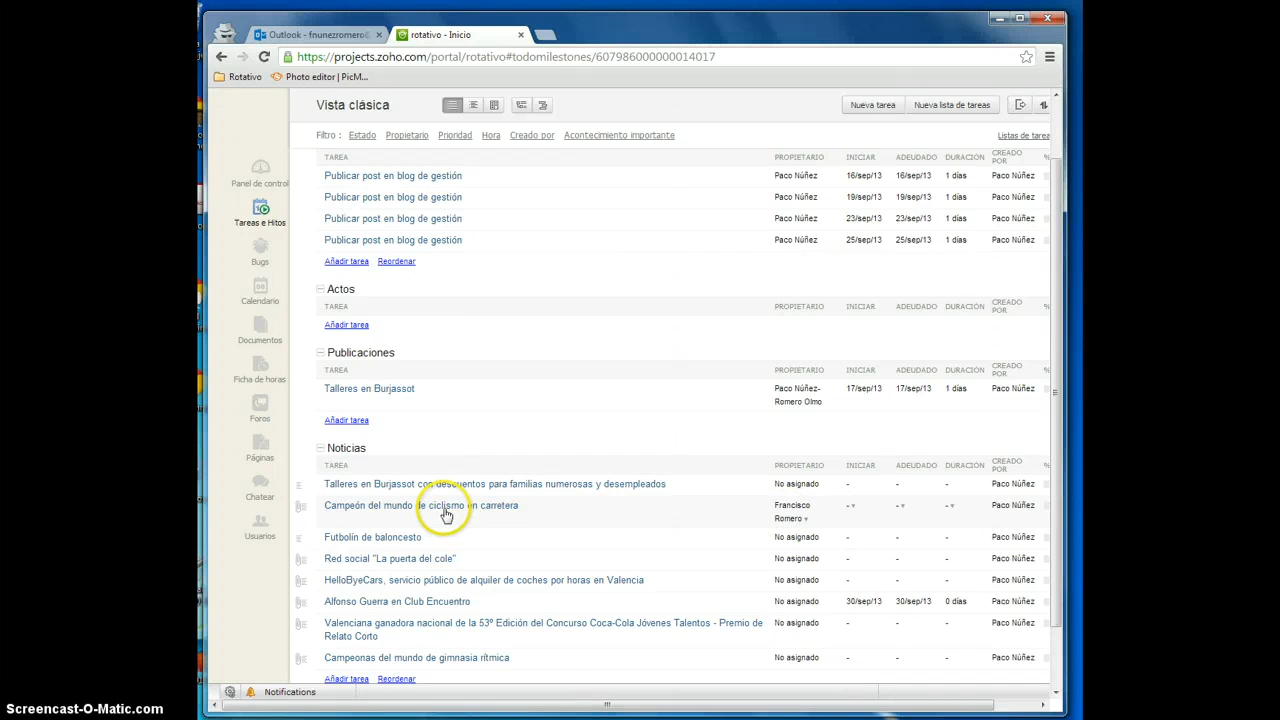 Outlook - fnunezromero@
rotativo - Inicio
https://projects.zoho.com/portal/rotativo#todomilestones/607986000000014017
Rotativo
Photo editor | PicM...
Vista clásica
Nueva tarea
Nueva lista de tareas
Filtro : Estado Propietario Prioridad Hora Creado por Acontecimiento importante
Listas de tarea
Panel de control
Tareas e Hitos
Bugs
Calendario
Documentos
Ficha de horas
Foros
Páginas
Chatear
Usuarios
TAREA PROPIETARIO INICIAR ADEUDADO DURACIÓN CREADO POR %
Publicar post en blog de gestión Paco Núñez 16/sep/13 16/sep/13 1 días Paco Núñez
Publicar post en blog de gestión Paco Núñez 19/sep/13 19/sep/13 1 días Paco Núñez
Publicar post en blog de gestión Paco Núñez 23/sep/13 23/sep/13 1 días Paco Núñez
Publicar post en blog de gestión Paco Núñez 25/sep/13 25/sep/13 1 días Paco Núñez
Añadir tarea Reordenar
Actos
TAREA PROPIETARIO INICIAR ADEUDADO DURACIÓN CREADO POR %
Añadir tarea
Publicaciones
TAREA PROPIETARIO INICIAR ADEUDADO DURACIÓN CREADO POR %
Talleres en Burjassot Paco Núñez-Romero Olmo 17/sep/13 17/sep/13 1 días Paco Núñez
Añadir tarea
Noticias
TAREA PROPIETARIO INICIAR ADEUDADO DURACIÓN CREADO POR %
Talleres en Burjassot con descuentos para familias numerosas y desempleados No asignado - - - Paco Núñez
Campeón del mundo de ciclismo en carretera Francisco Romero - - - Paco Núñez
Futbolín de baloncesto No asignado - - - Paco Núñez
Red social "La puerta del cole" No asignado - - - Paco Núñez
HelloByeCars, servicio público de alquiler de coches por horas en Valencia No asignado - - - Paco Núñez
Alfonso Guerra en Club Encuentro No asignado 30/sep/13 30/sep/13 0 días Paco Núñez
Valenciana ganadora nacional de la 53º Edición del Concurso Coca-Cola Jóvenes Talentos - Premio de No asignado - - - Paco Núñez
Relato Corto
Campeonas del mundo de gimnasia rítmica No asignado - - - Paco Núñez
Añadir tarea Reordenar
Notifications
Screencast-O-Matic.com